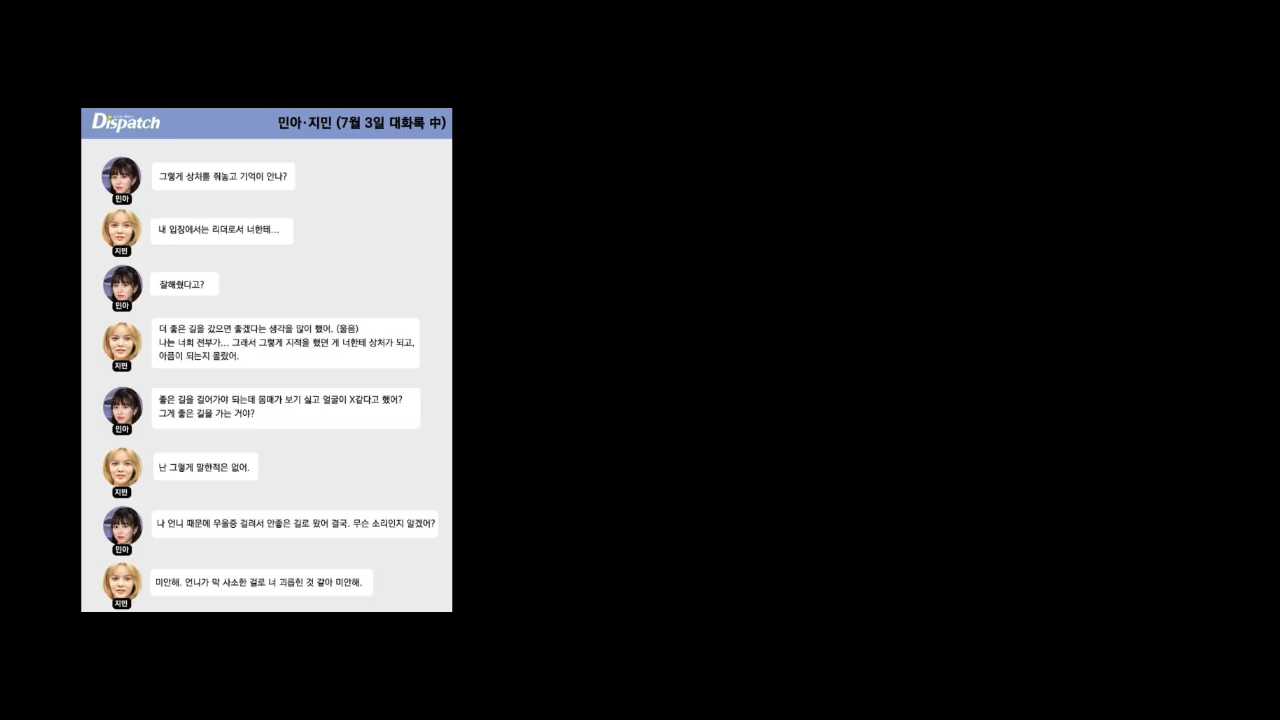 Dispatch
민아·지민 (7월 3일 대화록 中)
그렇게 상처를 줘놓고 기억이 안나?
민아
내 입장에서는 리더로서 너한테...
지민
잘해줬다고?
민아
더 좋은 길을 갔으면 좋겠다는 생각을 많이 했어. (울음)
나는 너희 전부가... 그래서 그렇게 지적을 했던 게 너한테 상처가 되고,
아픔이 되는지 몰랐어.
지민
좋은 길을 걸어가야 되는데 몸매가 보기 싫고 얼굴이 X같다고 했어?
그게 좋은 길을 가는 거야?
민아
난 그렇게 말한적은 없어.
지민
나 언니 때문에 우울증 걸려서 안좋은 길로 왔어 결국. 무슨 소리인지 알겠어?
민아
미안해. 언니가 막 사소한 걸로 너 괴롭힌 것 같아 미안해.
지민